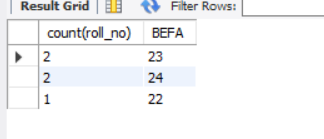 Result Grid Filter Rows:
count(roll_no) BEFA
2 23
2 24
1 22